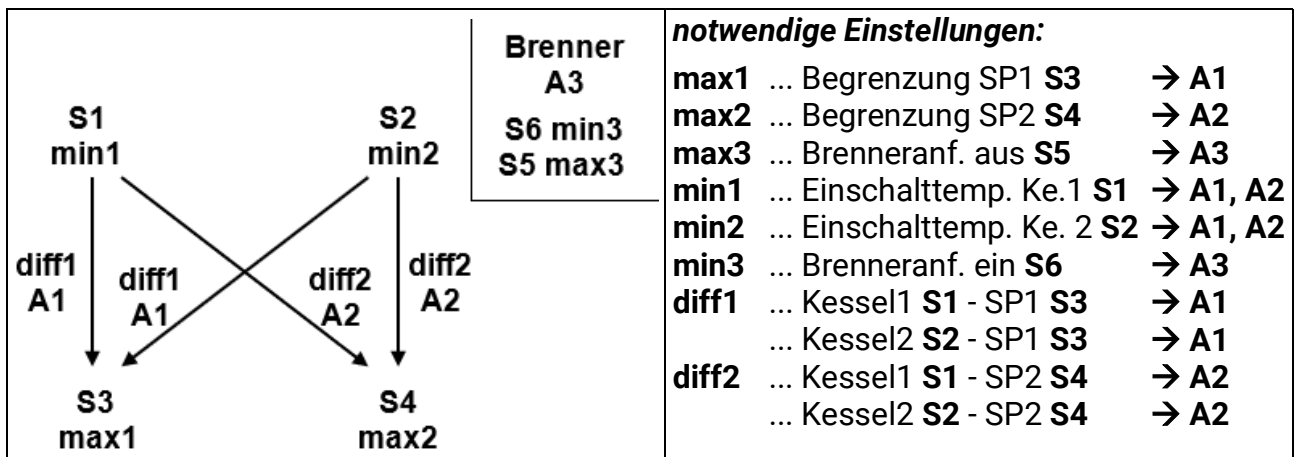 Brenner
A3
S6 min3
S5 max3
S1
min1
S2
min2
diff1
A1
diff1
A1
diff2
A2
diff2
A2
S3
max1
S4
max2
notwendige Einstellungen:
max1 ... Begrenzung SP1 S3 → A1
max2 ... Begrenzung SP2 S4 → A2
max3 ... Brenneranf. aus S5 → A3
min1 ... Einschalttemp. Ke.1 S1 → A1, A2
min2 ... Einschalttemp. Ke. 2 S2 → A1, A2
min3 ... Brenneranf. ein S6 → A3
diff1 ... Kessel1 S1 - SP1 S3 → A1
... Kessel2 S2 - SP1 S3 → A1
diff2 ... Kessel1 S1 - SP2 S4 → A2
... Kessel2 S2 - SP2 S4 → A2